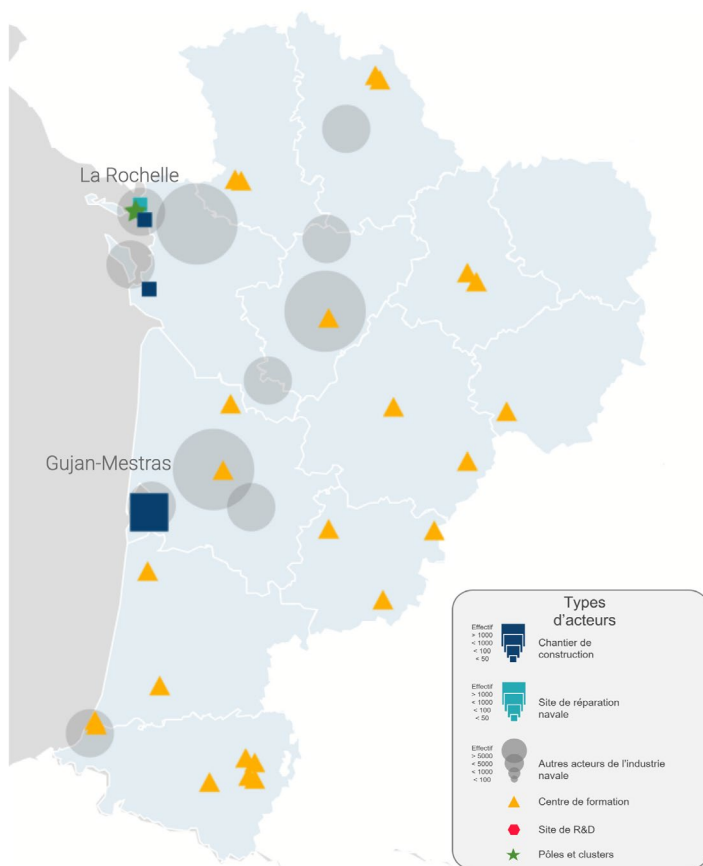 La Rochelle
Gujan-Mestras
Types
d'acteurs
Effectif
> 1000
< 1000
< 100
< 50
Chantier de
construction
Effectif
> 1000
< 1000
< 100
< 50
Site de réparation
navale
Effectif
> 5000
< 5000
< 1000
< 100
Autres acteurs de l'industrie
navale
Centre de formation
Site de R&D
Pôles et clusters